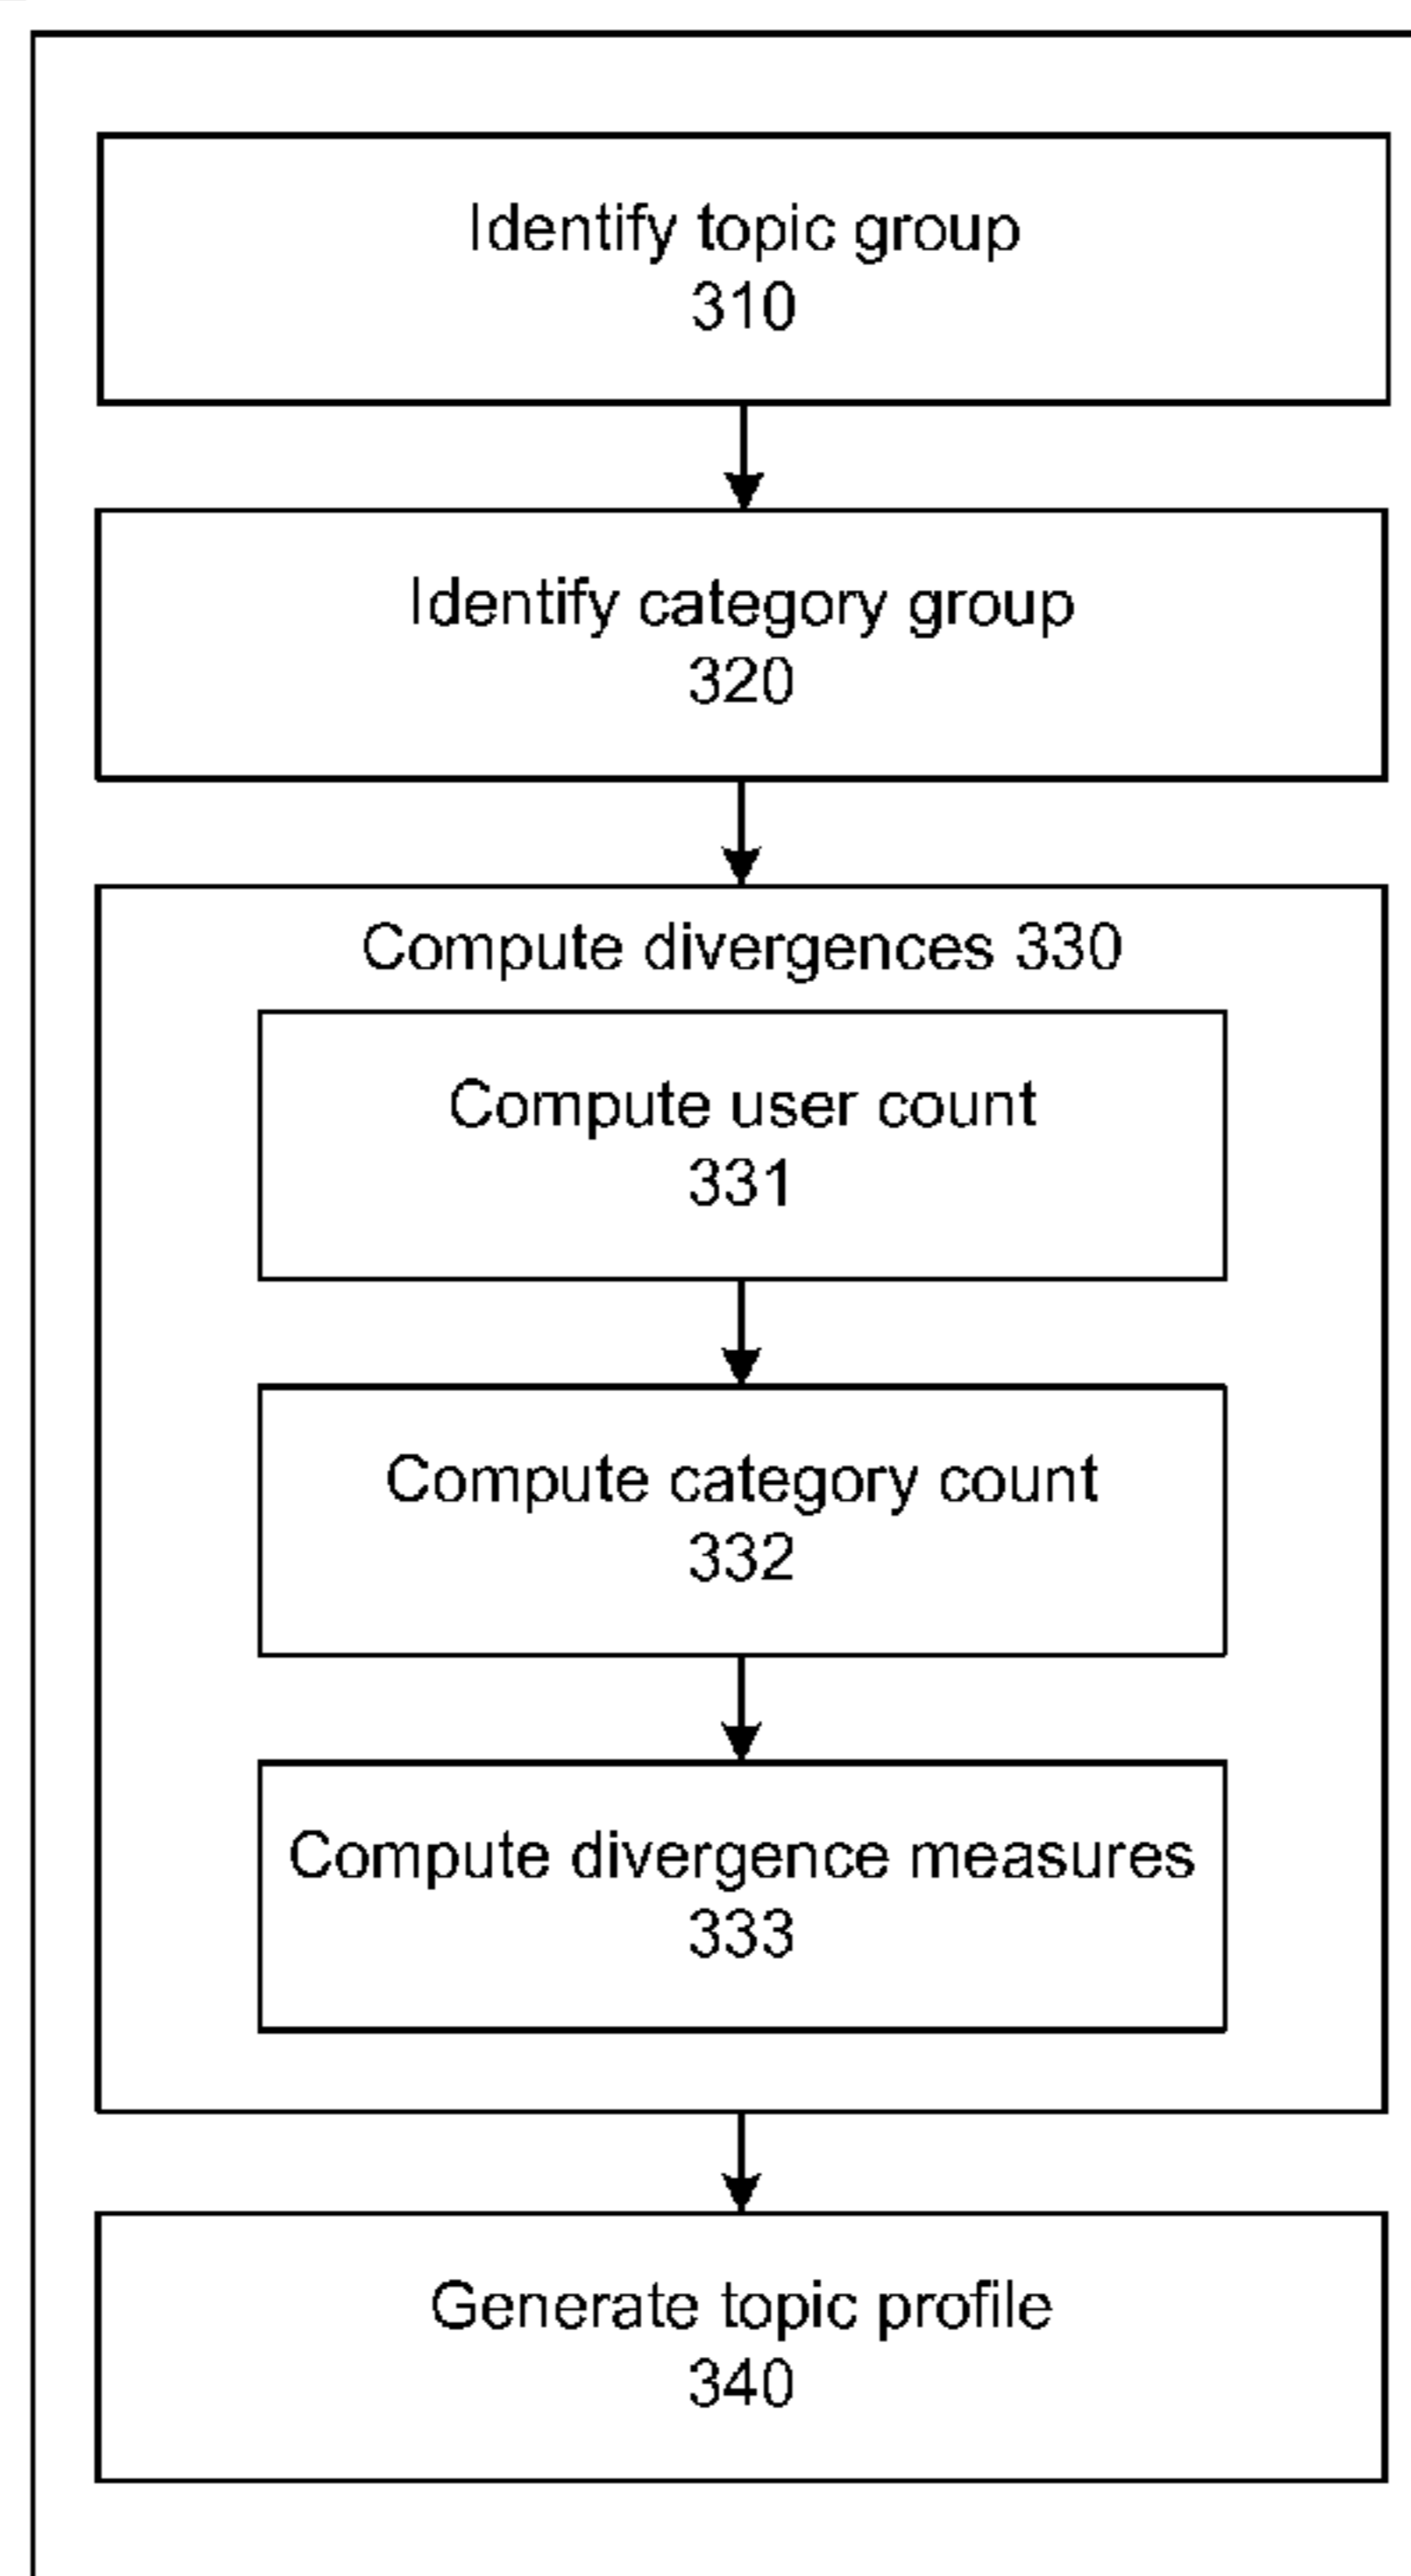 Identify topic group
310
Identify category group
320
Compute divergences 330
Compute user count
331
Compute category count
332
Compute divergence measures
333
Generate topic profile
340